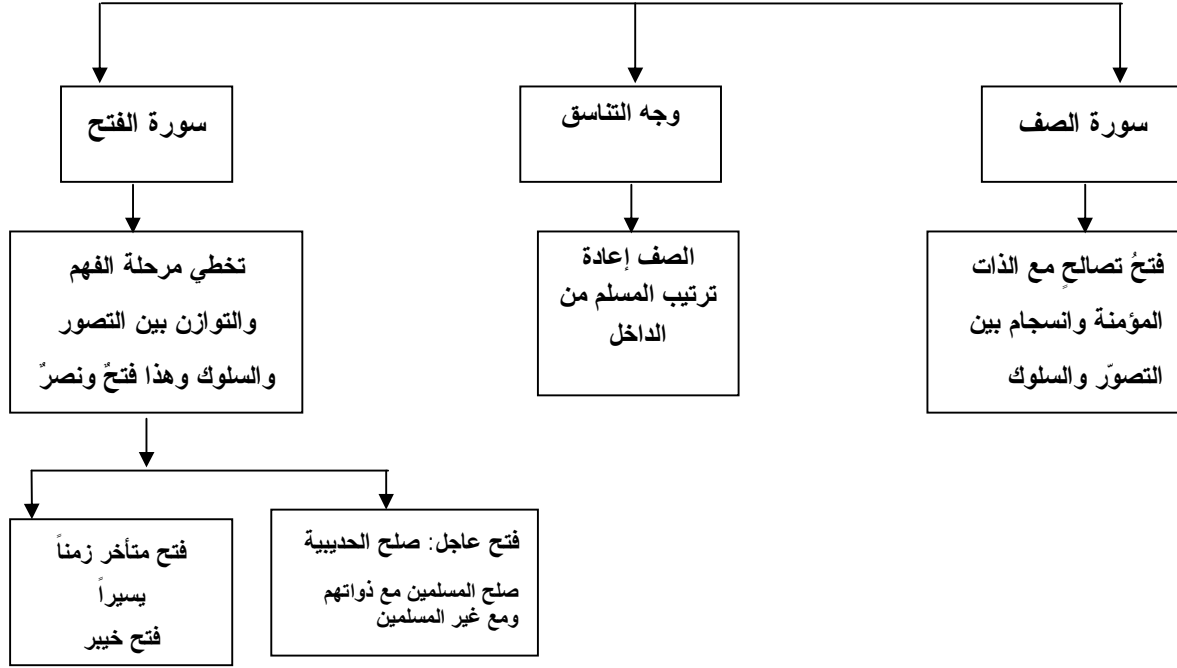 سورة الصف
وجه التناسق
سورة الفتح
فتحُ تصالحٍ مع الذات
المؤمنة وانسجام بين
التصوّر والسلوك
الصف إعادة
ترتيب المسلم من
الداخل
تخطي مرحلة الفهم
والتوازن بين التصور
والسلوك وهذا فتحٌ ونصرٌ
فتح عاجل: صلح الحديبية
صلح المسلمين مع ذواتهم
ومع غير المسلمين
فتح متأخر زمناً
يسيراً
فتح خيبر